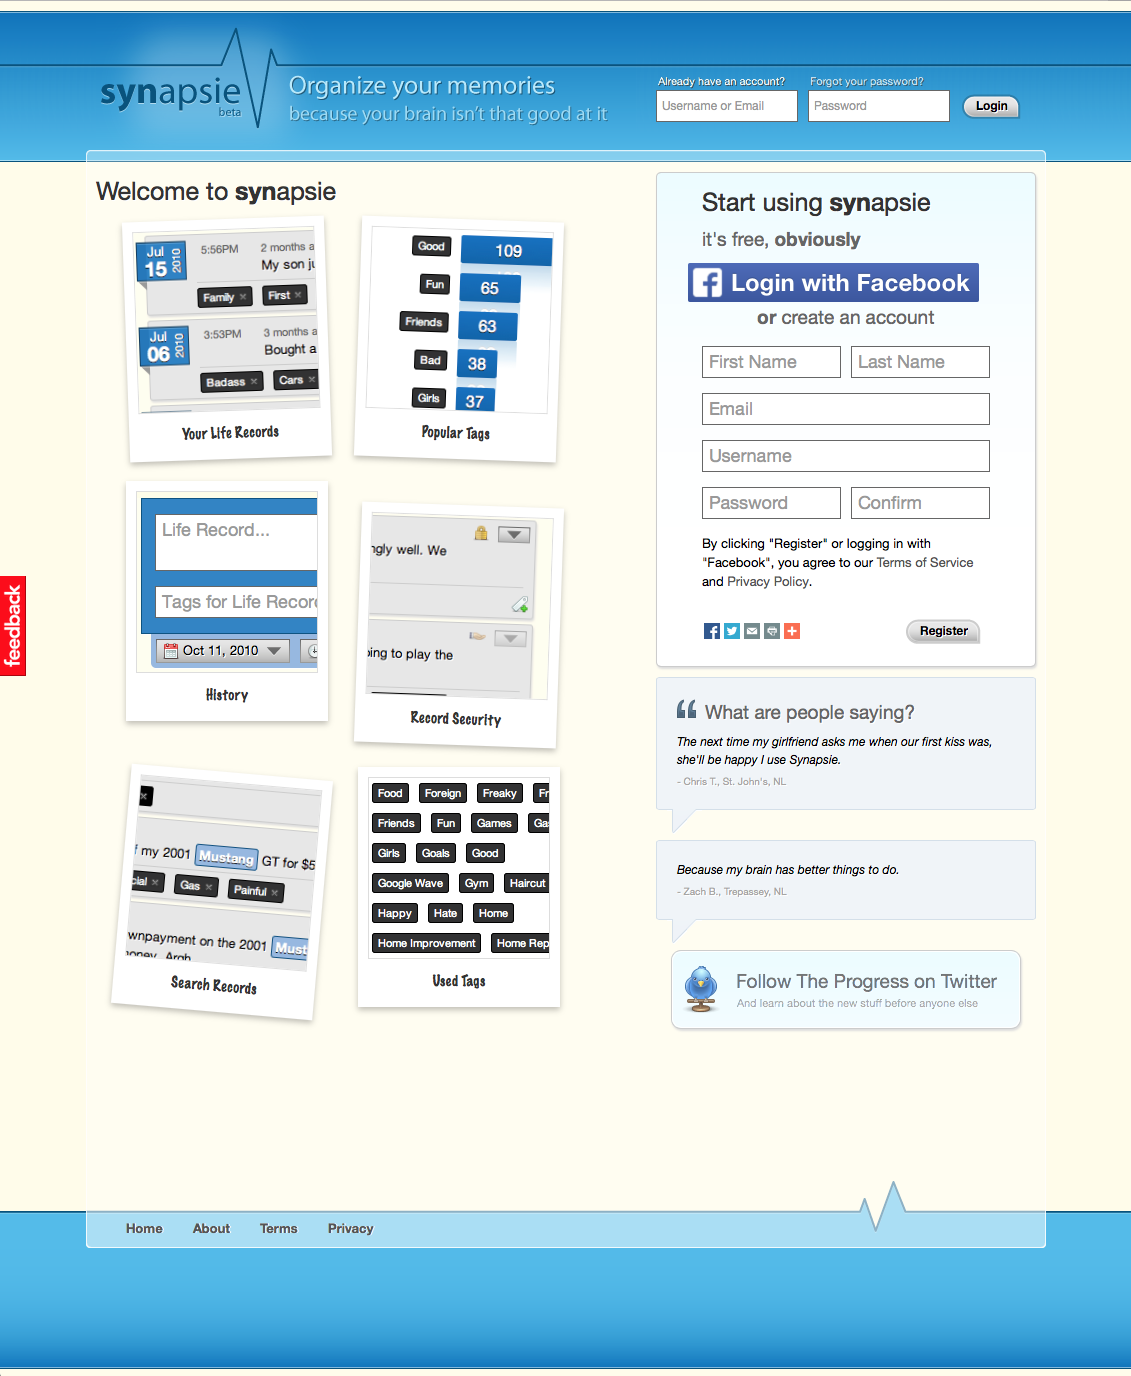 synapsie
beta
Organize your memories
because your brain isn't that good at it
Already have an account?
Forgot your password?
Username or Email
Password
Login
Welcome to synapsie
Jul
15
2010
5:56PM
2 months a
My son ju
Family ×
First ×
Jul
06
2010
3:53PM
3 months a
Bought a
Badass ×
Cars ×
Your Life Records
Good
109
Fun
65
Friends
63
Bad
38
Girls
37
Popular Tags
Life Record...
Tags for Life Record
Oct 11, 2010
History
ngly well. We
ing to play the
Record Security
f my 2001 Mustang GT for $5
cial ×
Gas ×
Painful ×
wnpayment on the 2001 Must
money. Argh
Search Records
Food
Foreign
Freaky
Fr
Friends
Fun
Games
Ga
Girls
Goals
Good
Google Wave
Gym
Haircut
Happy
Hate
Home
Home Improvement
Home Rep
Used Tags
Start using synapsie
it's free, obviously
Login with Facebook
or create an account
First Name
Last Name
Email
Username
Password
Confirm
By clicking "Register" or logging in with
"Facebook", you agree to our Terms of Service
and Privacy Policy.
Register
What are people saying?
The next time my girlfriend asks me when our first kiss was,
she'll be happy I use Synapsie.
- Chris T., St. John's, NL
Because my brain has better things to do.
- Zach B., Trepassey, NL
Follow The Progress on Twitter
And learn about the new stuff before anyone else
feedback
Home
About
Terms
Privacy